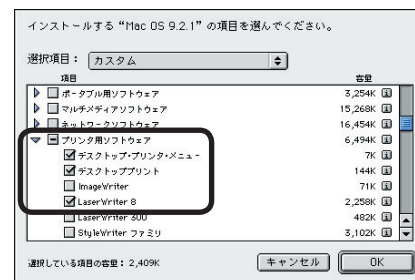 インストールする“Mac OS 9.2.1”の項目を選んでください。
選択項目： カスタム
項目 容量
ポータブル用ソフトウェア 3,254K
マルチメディアソフトウェア 15,268K
ネットワークソフトウェア 16,454K
プリンタ用ソフトウェア 6,494K
デスクトップ・プリンタ・メニュー 7K
デスクトッププリント 144K
ImageWriter 71K
LaserWriter 8 2,258K
LaserWriter 300 482K
StyleWriter ファミリ 3,102K
選択している項目の容量： 2,409K キャンセル OK